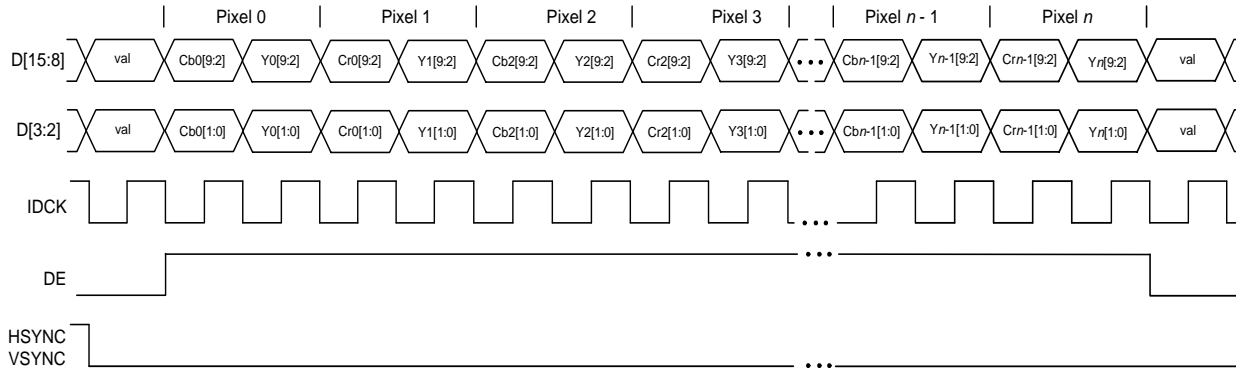 Pixel 0 Pixel 1 Pixel 2 Pixel 3 Pixel n - 1 Pixel n
D[15:8] val Cb0[9:2] Y0[9:2] Cr0[9:2] Y1[9:2] Cb2[9:2] Y2[9:2] Cr2[9:2] Y3[9:2] ... Cbn-1[9:2] Yn-1[9:2] Crn-1[9:2] Yn[9:2] val
D[3:2] val Cb0[1:0] Y0[1:0] Cr0[1:0] Y1[1:0] Cb2[1:0] Y2[1:0] Cr2[1:0] Y3[1:0] ... Cbn-1[1:0] Yn-1[1:0] Crn-1[1:0] Yn[1:0] val
IDCK ...
DE ...
HSYNC
VSYNC ...